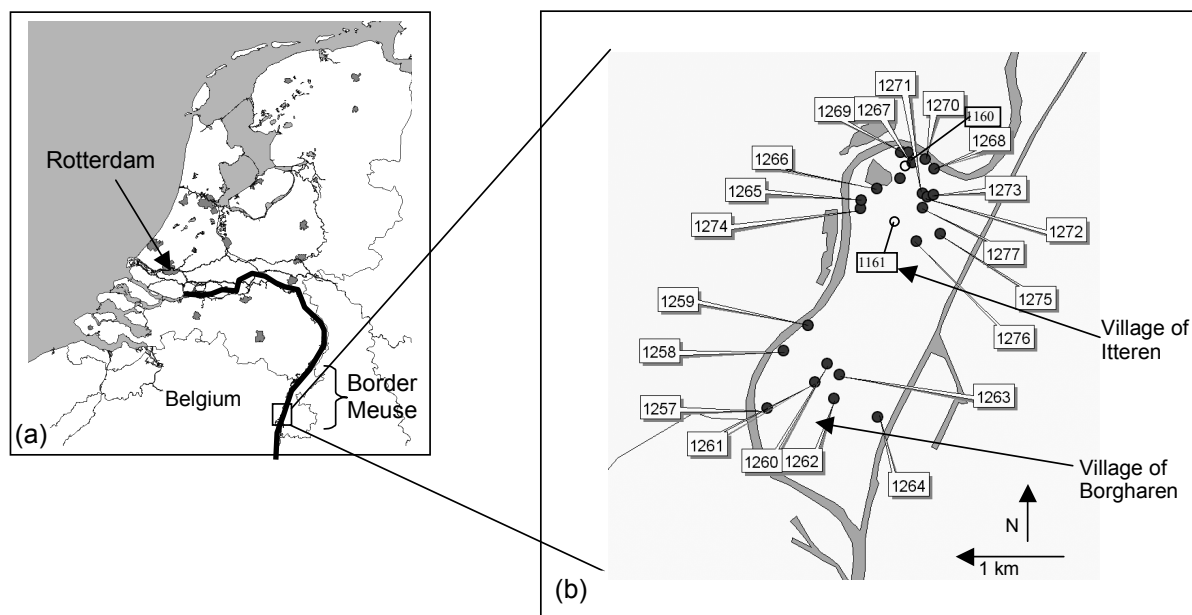 Rotterdam
Belgium
Border
Meuse
(a)
1271
1269
1267
1270
1160
1268
1266
1265
1273
1274
1272
1161
1277
1259
1275
1276
Village of
Itteren
1258
1263
1257
1261
1260
1262
1264
Village of
Borgharen
N
1 km
(b)